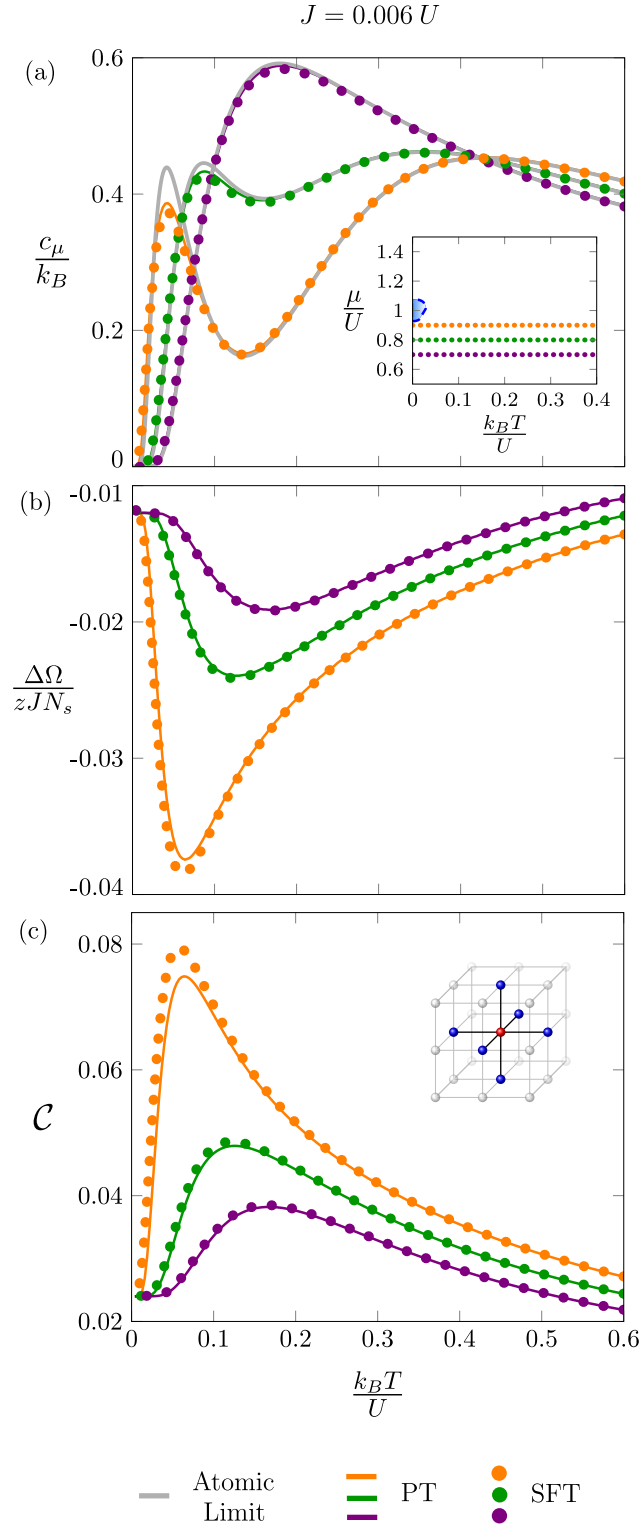 J = 0.006 U
(a)
0.6
0.4
0.2
0
c_μ
k_B
1.4
1.2
1
0.8
0.6
μ
U
0 0.1 0.2 0.3 0.4
k_B T
U
(b)
-0.01
-0.02
-0.03
-0.04
ΔΩ
zJN_s
(c)
0.08
0.06
0.04
0.02
C
0 0.1 0.2 0.3 0.4 0.5 0.6
k_B T
U
Atomic
Limit
PT
SFT